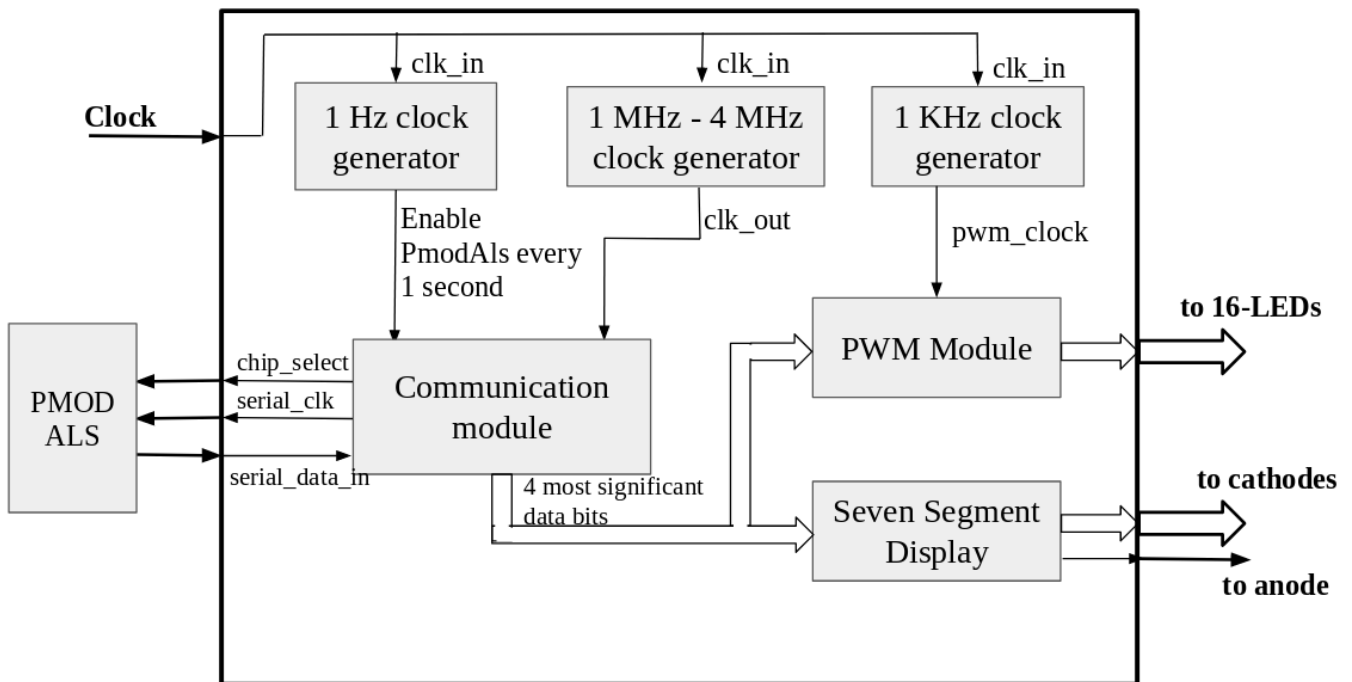 clk_in
clk_in
clk_in
Clock
1 Hz clock
generator
1 MHz - 4 MHz
clock generator
1 KHz clock
generator
Enable
PmodAls every
1 second
clk_out
pwm_clock
to 16-LEDs
PWM Module
chip_select
serial_clk
serial_data_in
PMOD
ALS
Communication
module
4 most significant
data bits
Seven Segment
Display
to cathodes
to anode